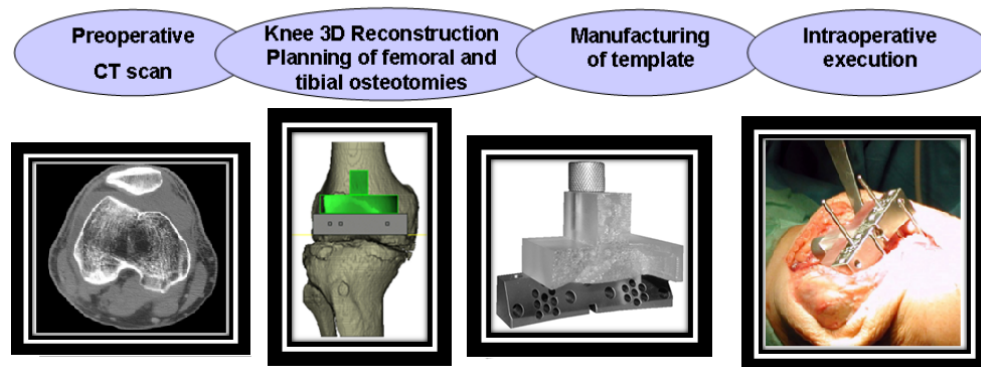 Preoperative
CT scan
Knee 3D Reconstruction
Planning of femoral and
tibial osteotomies
Manufacturing
of template
Intraoperative
execution